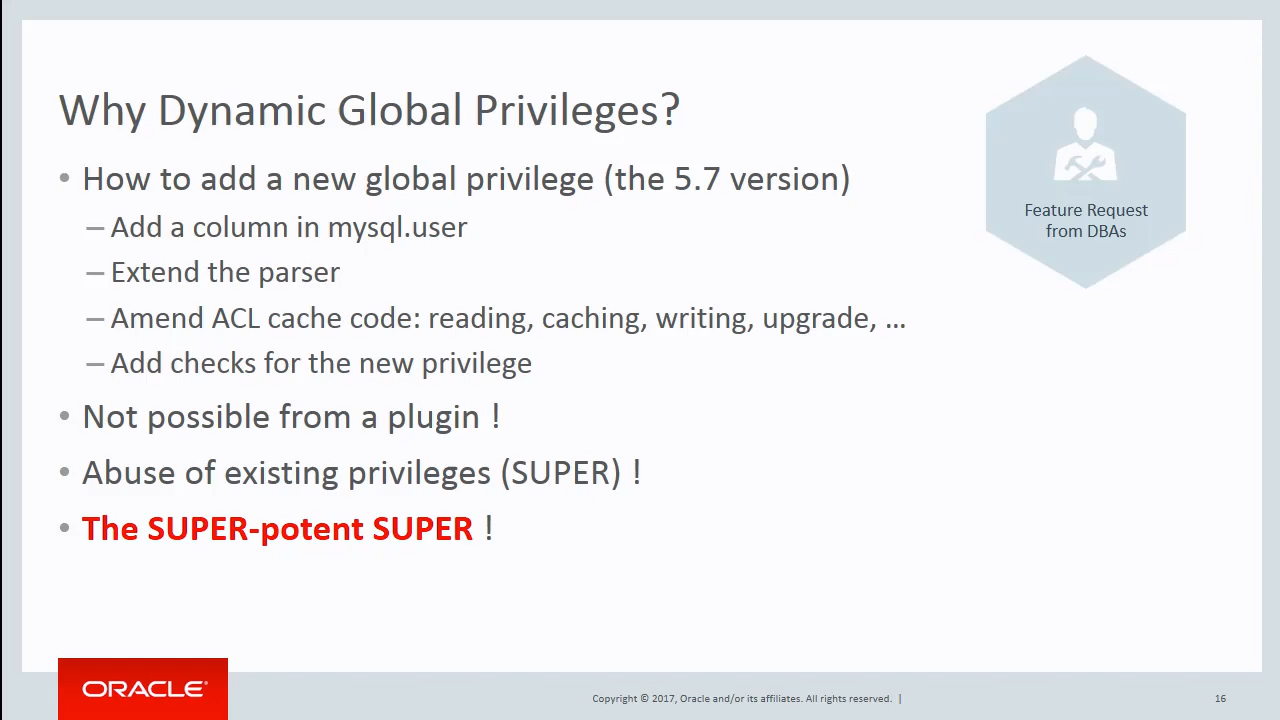 Why Dynamic Global Privileges?
• How to add a new global privilege (the 5.7 version)
– Add a column in mysql.user
– Extend the parser
– Amend ACL cache code: reading, caching, writing, upgrade, ...
– Add checks for the new privilege
• Not possible from a plugin !
• Abuse of existing privileges (SUPER) !
• The SUPER-potent SUPER !
Feature Request
from DBAs
ORACLE®
Copyright © 2017, Oracle and/or its affiliates. All rights reserved. |
16